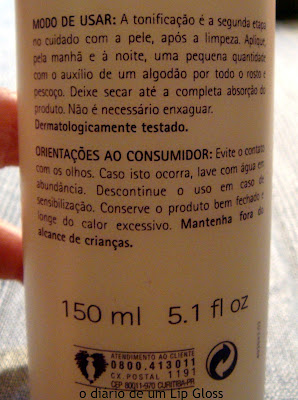 MODO DE USAR: A tonificação é a segunda etapa
no cuidado com a pele, após a limpeza. Aplique,
pela manhã e à noite, uma pequena quantidade
com o auxílio de um algodão por todo o rosto e
pescoço. Deixe secar até a completa absorção do
produto. Não é necessário enxaguar.
Dermatologicamente testado.
ORIENTAÇÕES AO CONSUMIDOR: Evite o contato
com os olhos. Caso isto ocorra, lave com água em
abundância. Descontinue o uso em caso de
sensibilização. Conserve o produto bem fechado e
longe do calor excessivo. Mantenha fora do
alcance de crianças.
150 ml 5.1 fl oz
ATENDIMENTO AO CLIENTE
0800.413011
CX.POSTAL 1191
CEP 80011-970 CURITIBA-PR
o diario de um Lip Gloss